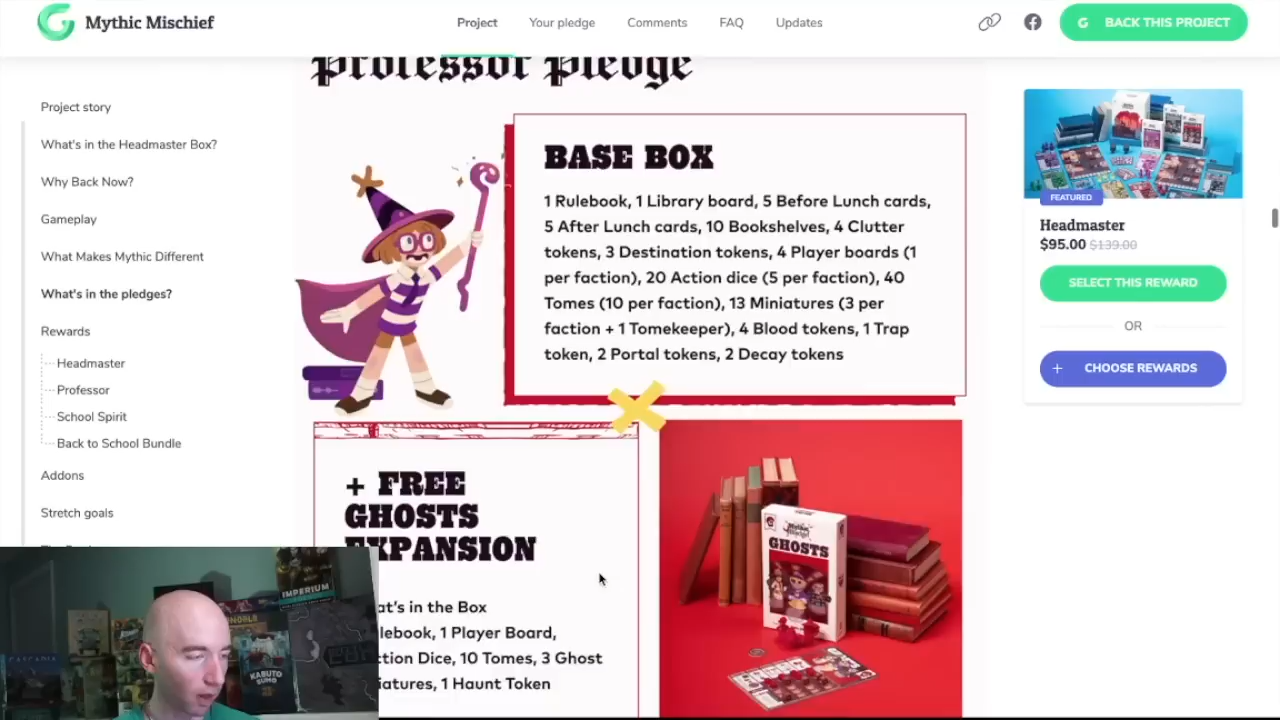 Mythic Mischief
Project
Your pledge
Comments
FAQ
Updates
BACK THIS PROJECT
Professor Pledge
Project story
What's in the Headmaster Box?
Why Back Now?
Gameplay
What Makes Mythic Different
What's in the pledges?
Rewards
Headmaster
Professor
School Spirit
Back to School Bundle
Addons
Stretch goals
BASE BOX
1 Rulebook, 1 Library board, 5 Before Lunch cards,
5 After Lunch cards, 10 Bookshelves, 4 Clutter
tokens, 3 Destination tokens, 4 Player boards (1
per faction), 20 Action dice (5 per faction), 40
Tomes (10 per faction), 13 Miniatures (3 per
faction + 1 Tomekeeper), 4 Blood tokens, 1 Trap
token, 2 Portal tokens, 2 Decay tokens
+ FREE
GHOSTS
EXPANSION
at's in the Box
lebook, 1 Player Board,
ction Dice, 10 Tomes, 3 Ghost
iatures, 1 Haunt Token
GHOSTS
FEATURED
Headmaster
$95.00 $139.00
SELECT THIS REWARD
OR
+ CHOOSE REWARDS
IMPERIUM
CASCADIA
KABUTO
SUMO